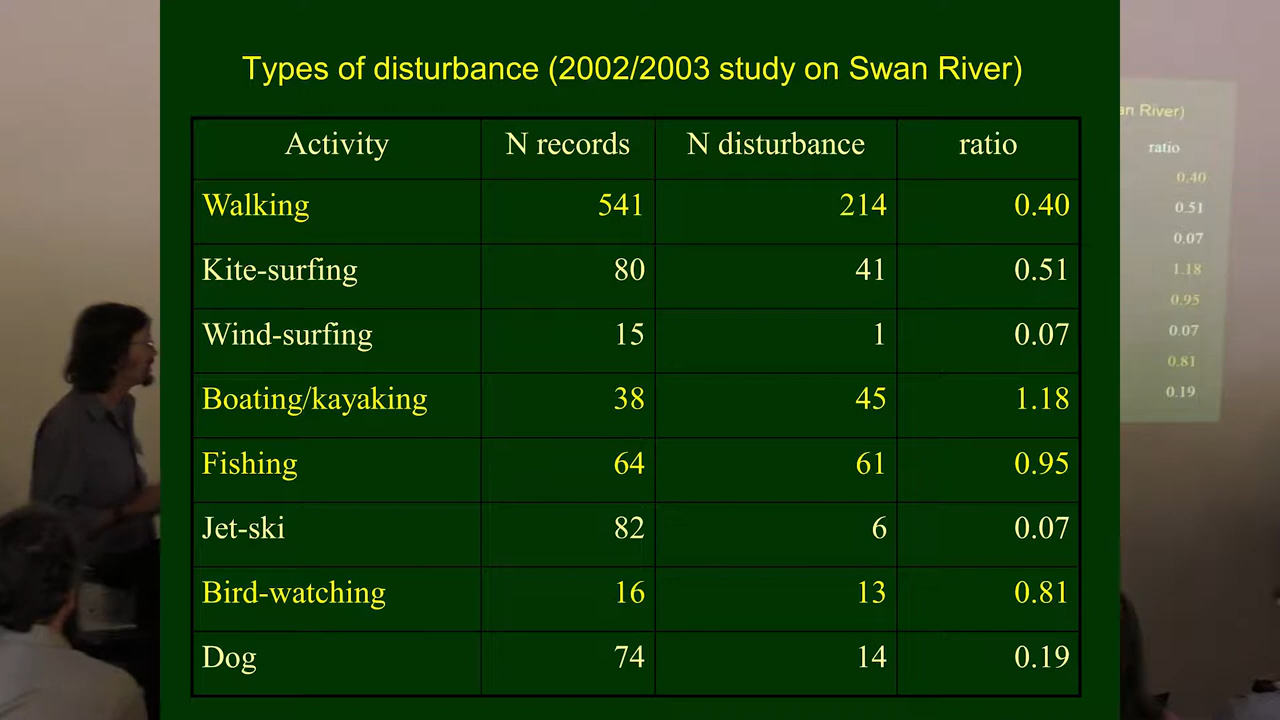 Types of disturbance (2002/2003 study on Swan River)
Activity N records N disturbance ratio
Walking 541 214 0.40
Kite-surfing 80 41 0.51
Wind-surfing 15 1 0.07
Boating/kayaking 38 45 1.18
Fishing 64 61 0.95
Jet-ski 82 6 0.07
Bird-watching 16 13 0.81
Dog 74 14 0.19
an River)
ratio
0.40
0.51
0.07
1.18
0.95
0.07
0.81
0.19